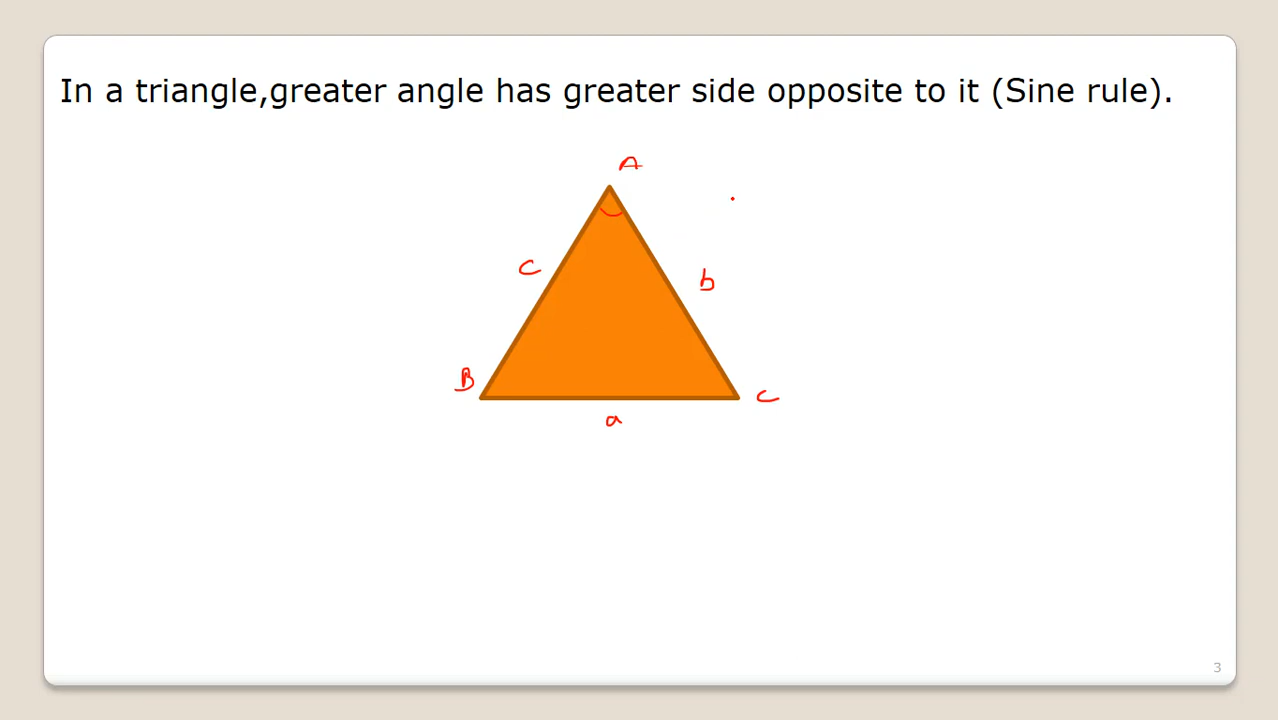 In a triangle,greater angle has greater side opposite to it (Sine rule).
A
c
b
B
C
a
3